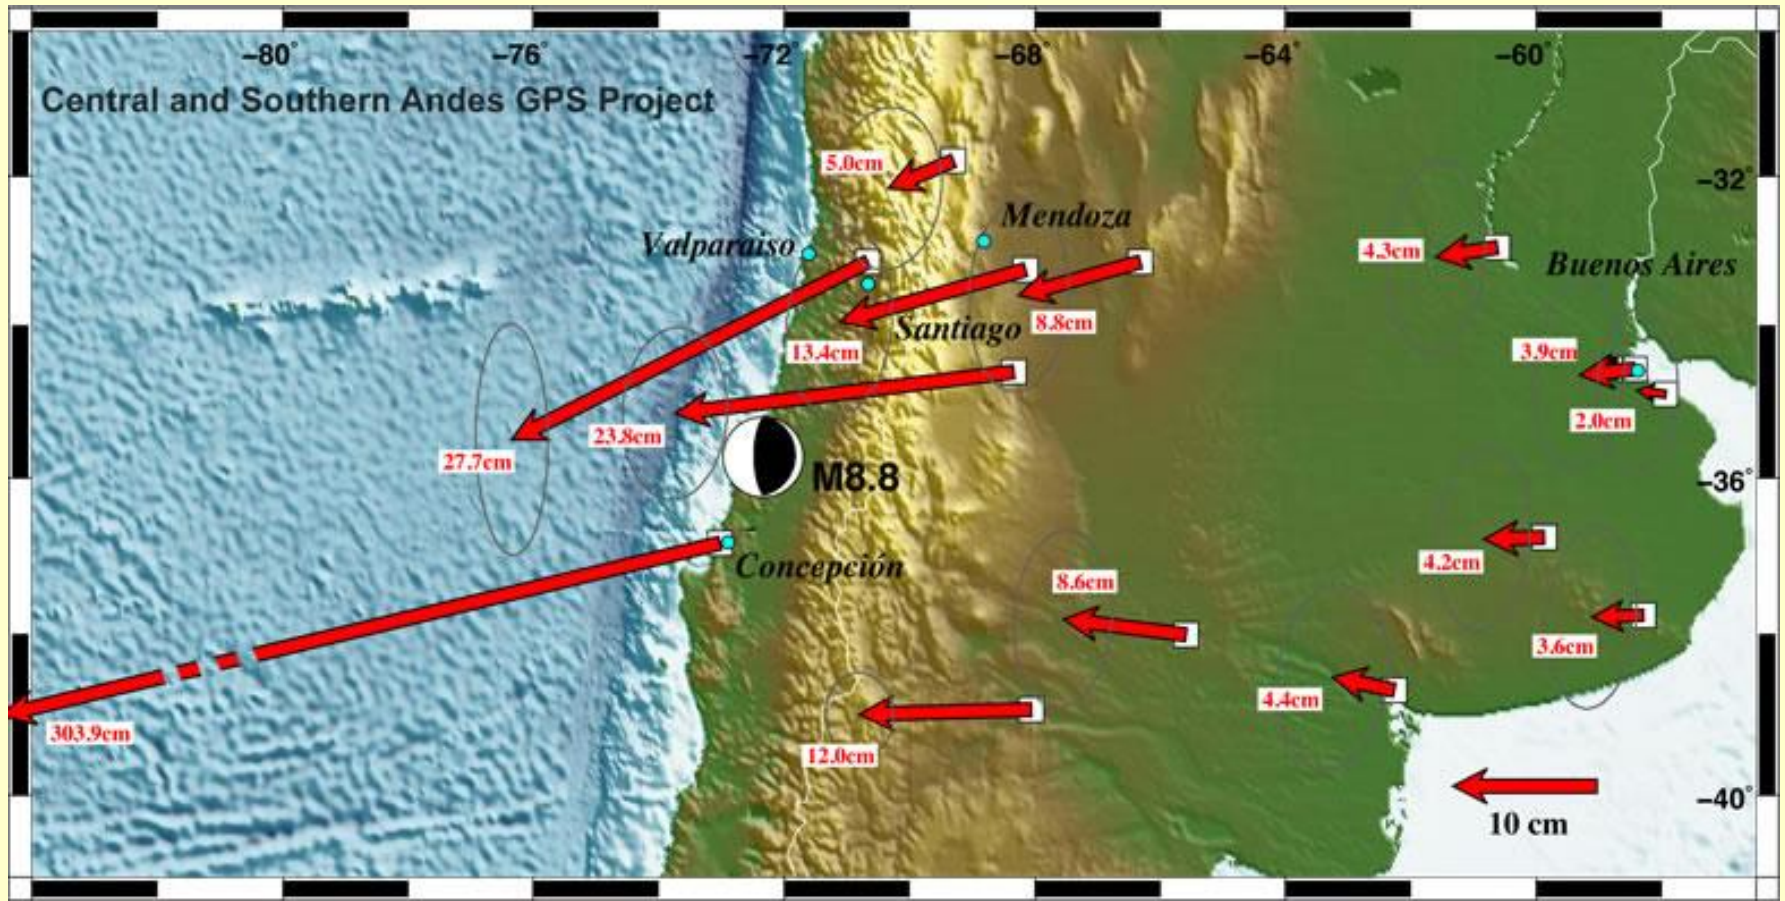 −80°
−76°
−72°
−68°
−64°
−60°
Central and Southern Andes GPS Project
5.0cm
−32°
Mendoza
Valparaiso
4.3cm
Buenos Aires
8.8cm
Santiago
13.4cm
3.9cm
2.0cm
23.8cm
27.7cm
M8.8
−36°
Concepción
4.2cm
8.6cm
3.6cm
4.4cm
303.9cm
12.0cm
−40°
10 cm